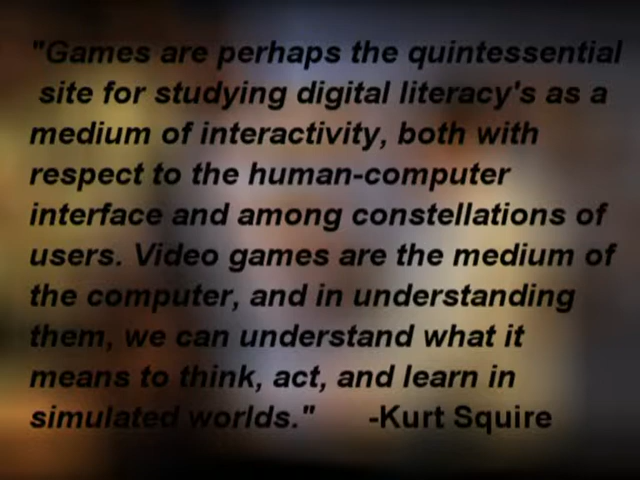 "Games are perhaps the quintessential
site for studying digital literacy's as a
medium of interactivity, both with
respect to the human-computer
interface and among constellations of
users. Video games are the medium of
the computer, and in understanding
them, we can understand what it
means to think, act, and learn in
simulated worlds." -Kurt Squire